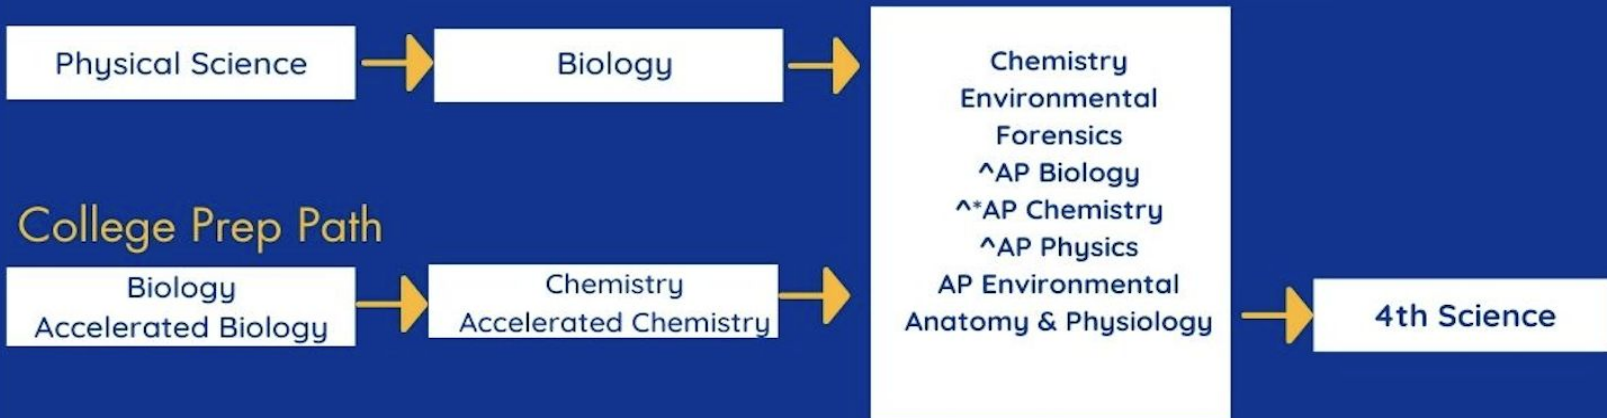 Physical Science
Biology
Chemistry
Environmental
Forensics
^AP Biology
^*AP Chemistry
^AP Physics
AP Environmental
Anatomy & Physiology
College Prep Path
Biology
Accelerated Biology
Chemistry
Accelerated Chemistry
4th Science